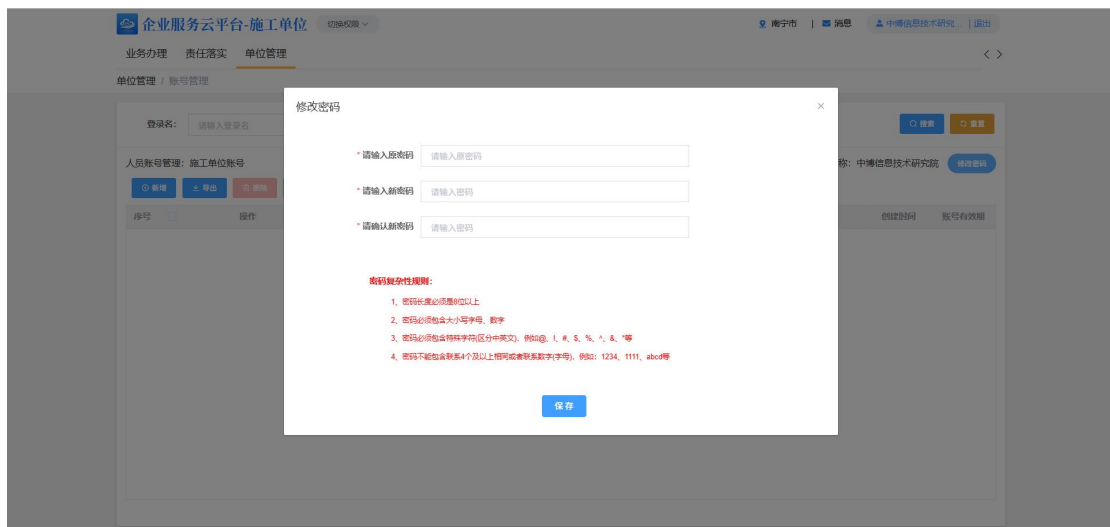 企业服务云平台-施工单位 切换权限 南宁市 | 消息 中博信息技术研究... | 退出
业务办理 责任落实 单位管理
单位管理 / 账号管理
修改密码
登录名： 请输入登录名 搜索 重置
人员账号管理：施工单位账号 称：中博信息技术研究院 修改密码
* 请输入原密码 请输入原密码
新增 导出 删除
* 请输入新密码 请输入密码
序号 操作 创建时间 账号有效期
* 请确认新密码 请输入密码
密码复杂性规则：
1、密码长度必须是8位以上
2、密码必须包含大小写字母、数字
3、密码必须包含特殊字符(区分中英文)，例如@、!、#、$、%、^、&、*等
4、密码不能包含联系4个及以上相同或者联系数字(字母)，例如：1234、1111、abcd等
保存